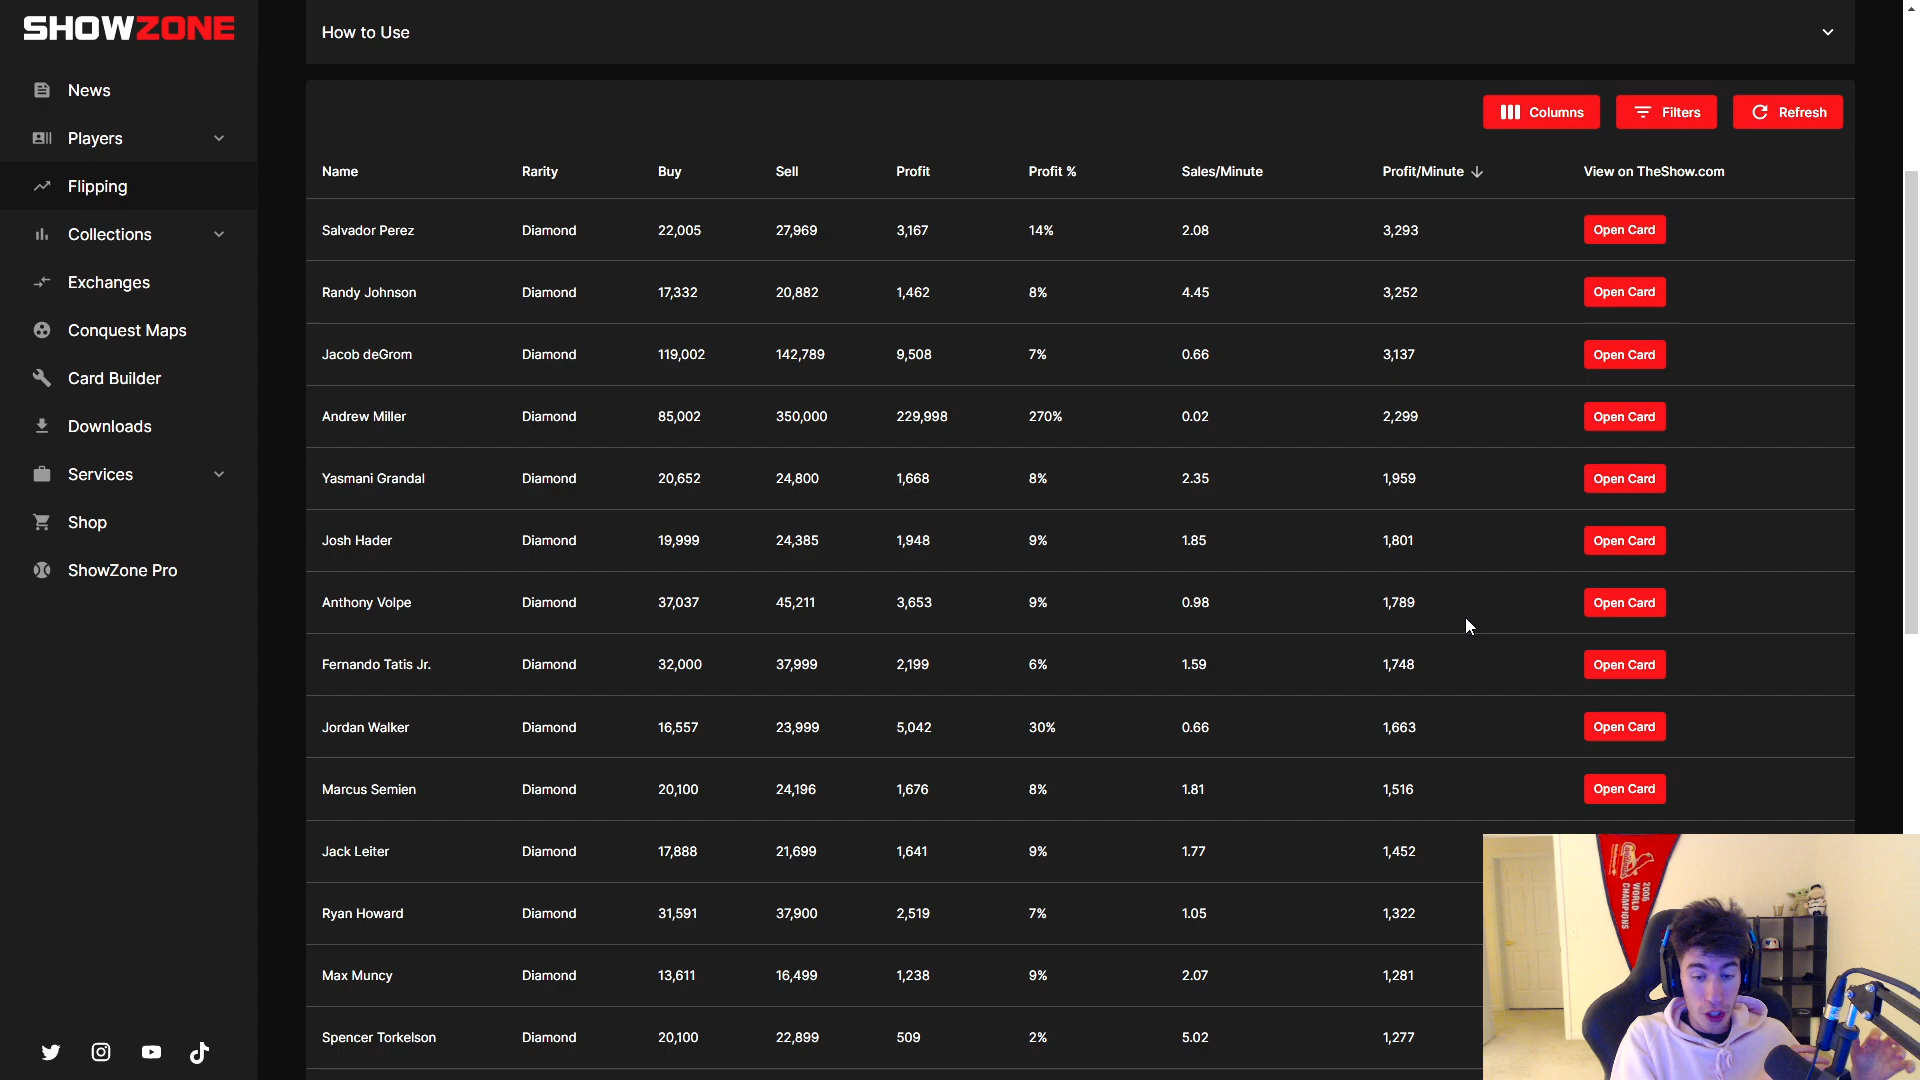 SHOWZONE
News
Players
Flipping
Collections
Exchanges
Conquest Maps
Card Builder
Downloads
Services
Shop
ShowZone Pro
How to Use
Columns Filters Refresh
Name Rarity Buy Sell Profit Profit % Sales/Minute Profit/Minute View on TheShow.com
Salvador Perez Diamond 22,005 27,969 3,167 14% 2.08 3,293 Open Card
Randy Johnson Diamond 17,332 20,882 1,462 8% 4.45 3,252 Open Card
Jacob deGrom Diamond 119,002 142,789 9,508 7% 0.66 3,137 Open Card
Andrew Miller Diamond 85,002 350,000 229,998 270% 0.02 2,299 Open Card
Yasmani Grandal Diamond 20,652 24,800 1,668 8% 2.35 1,959 Open Card
Josh Hader Diamond 19,999 24,385 1,948 9% 1.85 1,801 Open Card
Anthony Volpe Diamond 37,037 45,211 3,653 9% 0.98 1,789 Open Card
Fernando Tatis Jr. Diamond 32,000 37,999 2,199 6% 1.59 1,748 Open Card
Jordan Walker Diamond 16,557 23,999 5,042 30% 0.66 1,663 Open Card
Marcus Semien Diamond 20,100 24,196 1,676 8% 1.81 1,516 Open Card
Jack Leiter Diamond 17,888 21,699 1,641 9% 1.77 1,452
Ryan Howard Diamond 31,591 37,900 2,519 7% 1.05 1,322
Max Muncy Diamond 13,611 16,499 1,238 9% 2.07 1,281
Spencer Torkelson Diamond 20,100 22,899 509 2% 5.02 1,277
Cardinals
2006
WORLD
CHAMPIONS